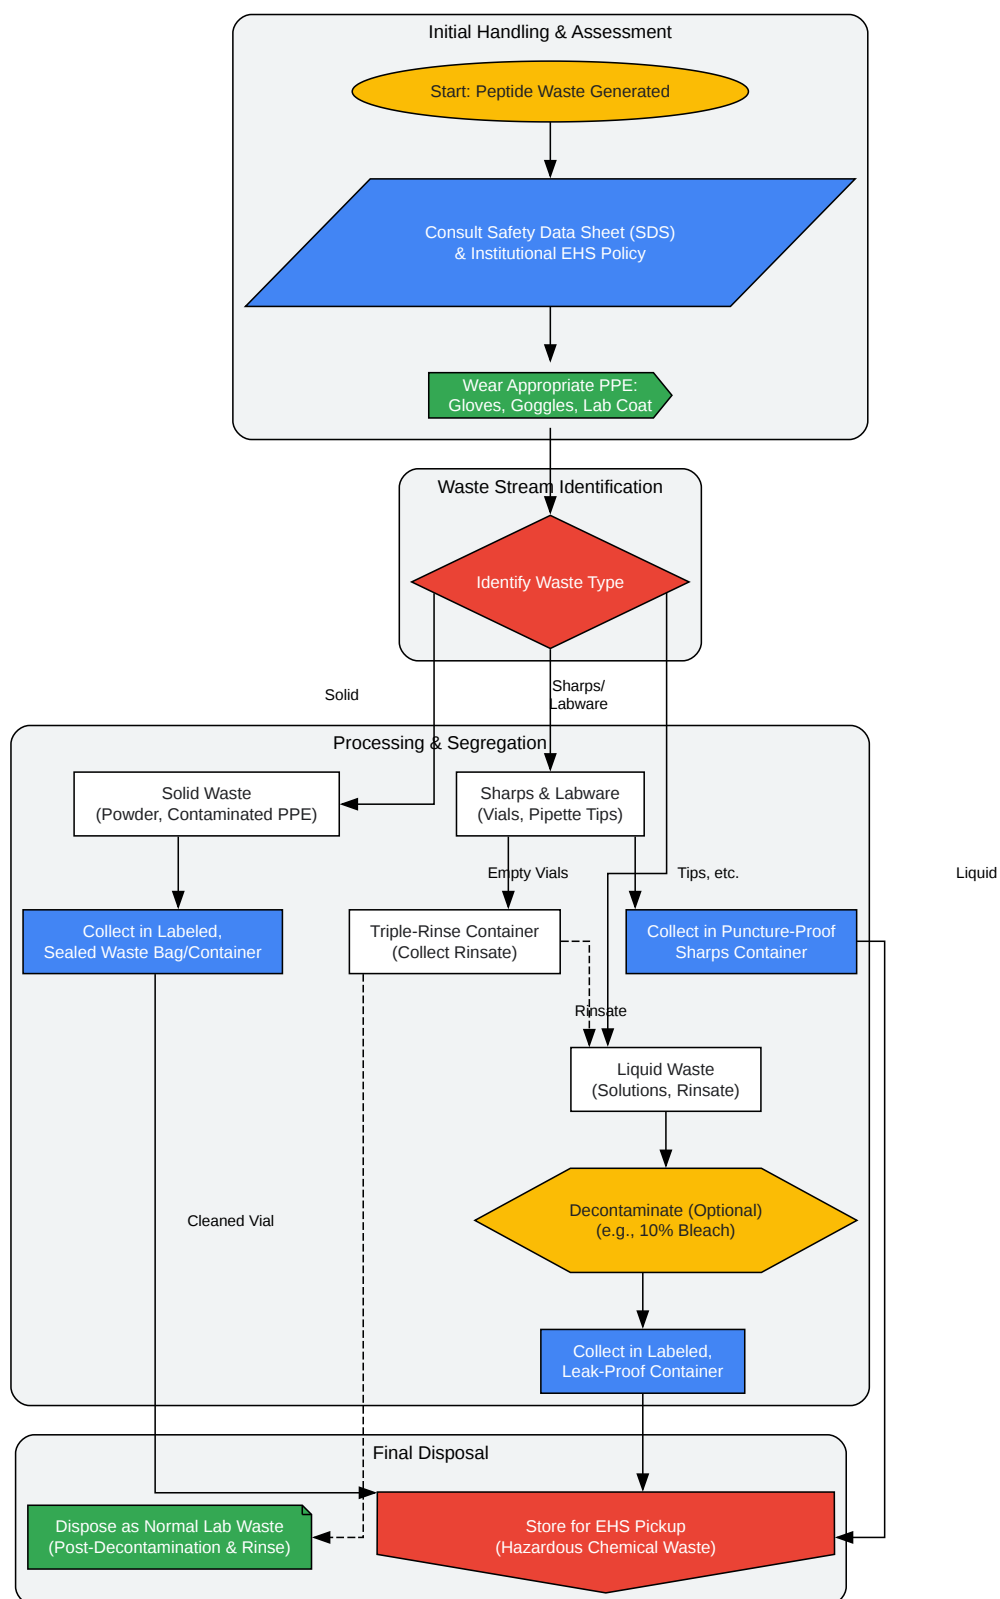 Initial Handling & Assessment
Start: Peptide Waste Generated
Consult Safety Data Sheet (SDS)
& Institutional EHS Policy
Wear Appropriate PPE:
Gloves, Goggles, Lab Coat
Waste Stream Identification
Identify Waste Type
Solid
Sharps/
Labware
Processing & Segregation
Solid Waste
(Powder, Contaminated PPE)
Sharps & Labware
(Vials, Pipette Tips)
Empty Vials
Tips, etc.
Liquid
Collect in Labeled,
Sealed Waste Bag/Container
Triple-Rinse Container
(Collect Rinsate)
Collect in Puncture-Proof
Sharps Container
Rinsate
Liquid Waste
(Solutions, Rinsate)
Cleaned Vial
Decontaminate (Optional)
(e.g., 10% Bleach)
Collect in Labeled,
Leak-Proof Container
Final Disposal
Dispose as Normal Lab Waste
(Post-Decontamination & Rinse)
Store for EHS Pickup
(Hazardous Chemical Waste)